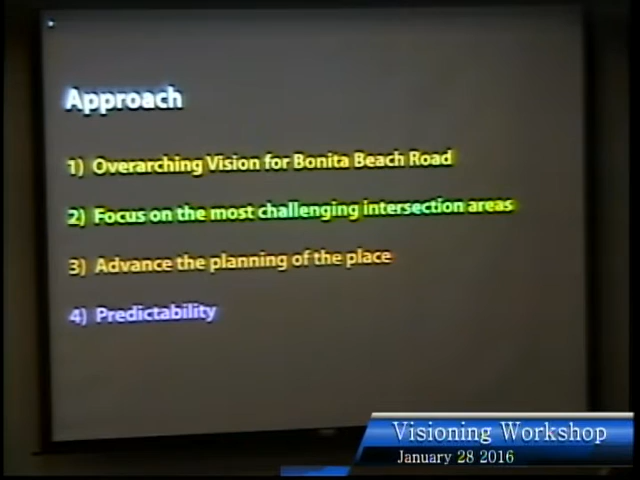 Approach
1) Overarching Vision for Bonita Beach Road
2) Focus on the most challenging intersection areas
3) Advance the planning of the place
4) Predictability
Visioning Workshop
January 28 2016